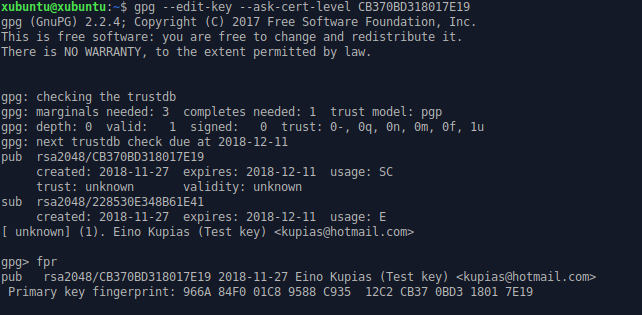 xubuntu@xubuntu:~$ gpg --edit-key --ask-cert-level CB370BD318017E19
gpg (GnuPG) 2.2.4; Copyright (C) 2017 Free Software Foundation, Inc.
This is free software: you are free to change and redistribute it.
There is NO WARRANTY, to the extent permitted by law.
gpg: checking the trustdb
gpg: marginals needed: 3  completes needed: 1  trust model: pgp
gpg: depth: 0  valid:   1  signed:   0  trust: 0-, 0q, 0n, 0m, 0f, 1u
gpg: next trustdb check due at 2018-12-11
pub  rsa2048/CB370BD318017E19
     created: 2018-11-27  expires: 2018-12-11  usage: SC
     trust: unknown       validity: unknown
sub  rsa2048/228530E348B61E41
     created: 2018-11-27  expires: 2018-12-11  usage: E
[ unknown] (1). Eino Kupias (Test key) <kupias@hotmail.com>
gpg> fpr
pub   rsa2048/CB370BD318017E19 2018-11-27 Eino Kupias (Test key) <kupias@hotmail.com>
 Primary key fingerprint: 966A 84F0 01C8 9588 C935  12C2 CB37 0BD3 1801 7E19